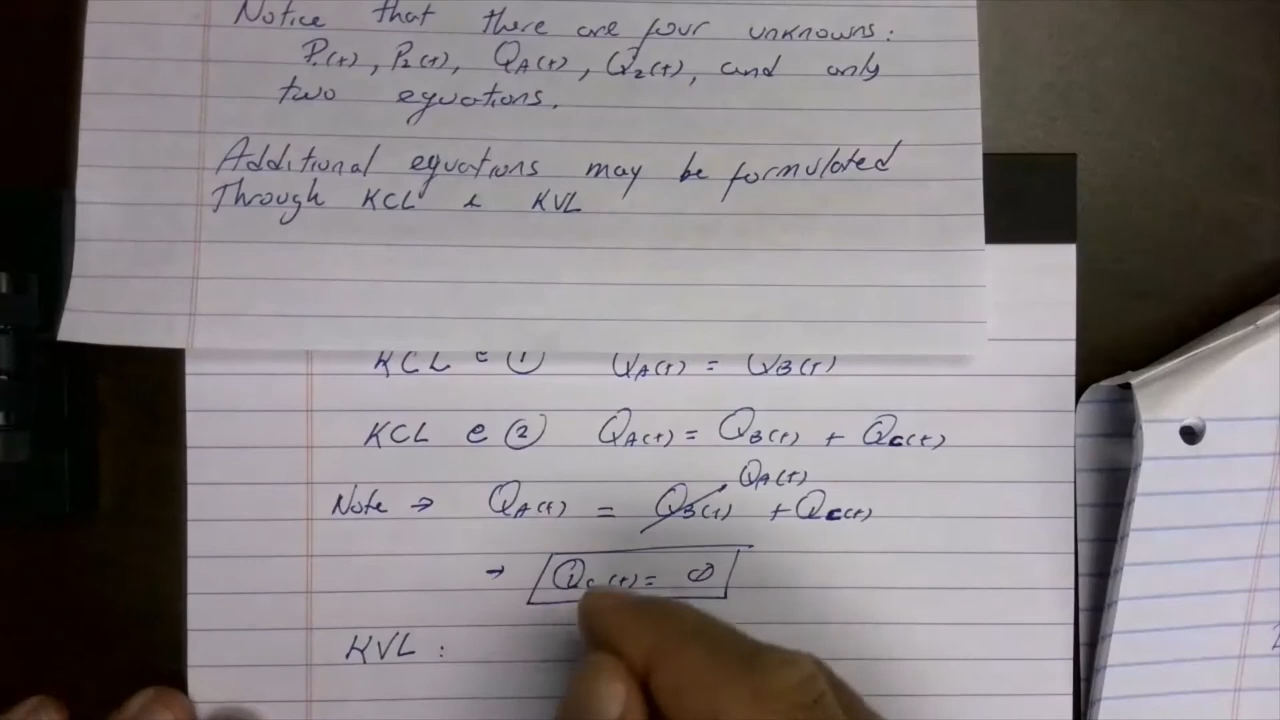 Notice that there are four unknowns:
P1(t), P2(t), QA(t), Q2(t), and only
two equations.
Additional equations may be formulated
Through KCL & KVL
KCL @ ① QA(t) = QB(t)
KCL @ ② QA(t) = QB(t) + QC(t)
QA(t)
Note → QA(t) = QB(t) + QC(t)
→ QC(t) = 0
KVL: